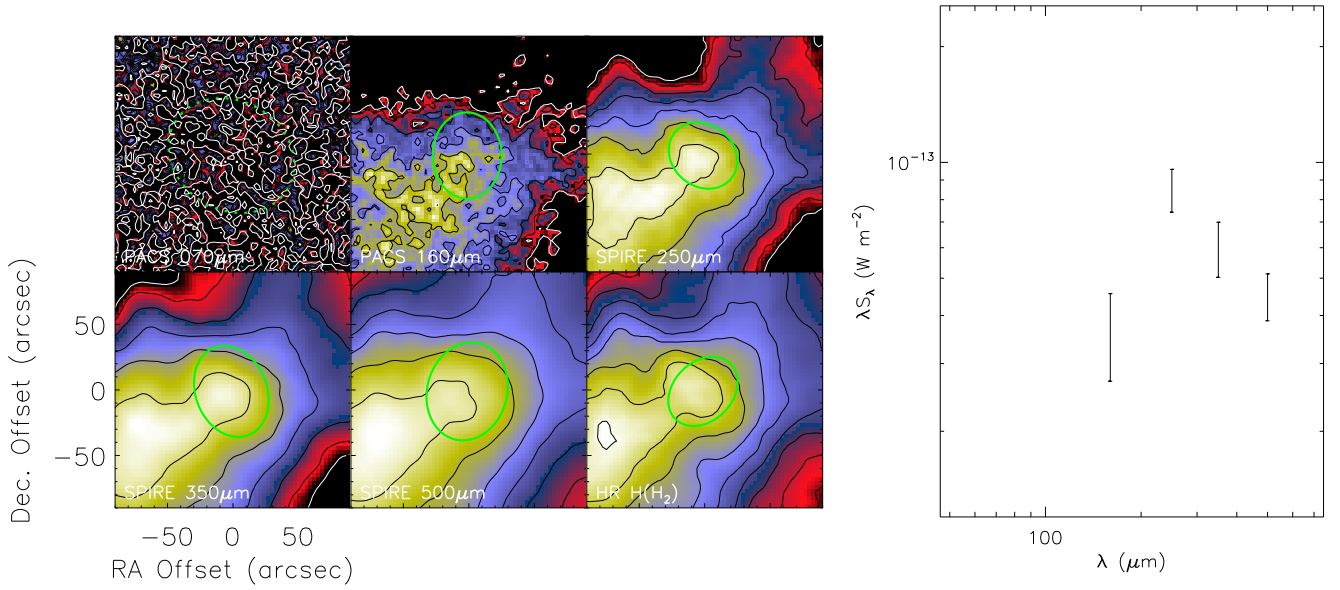 PACS 070μm
PACS 160μm
SPIRE 250μm
SPIRE 350μm
SPIRE 500μm
HR H(H₂)
50
0
−50
Dec. Offset (arcsec)
−50 0 50
RA Offset (arcsec)
10⁻¹³
λSλ (W m⁻²)
100
λ (μm)